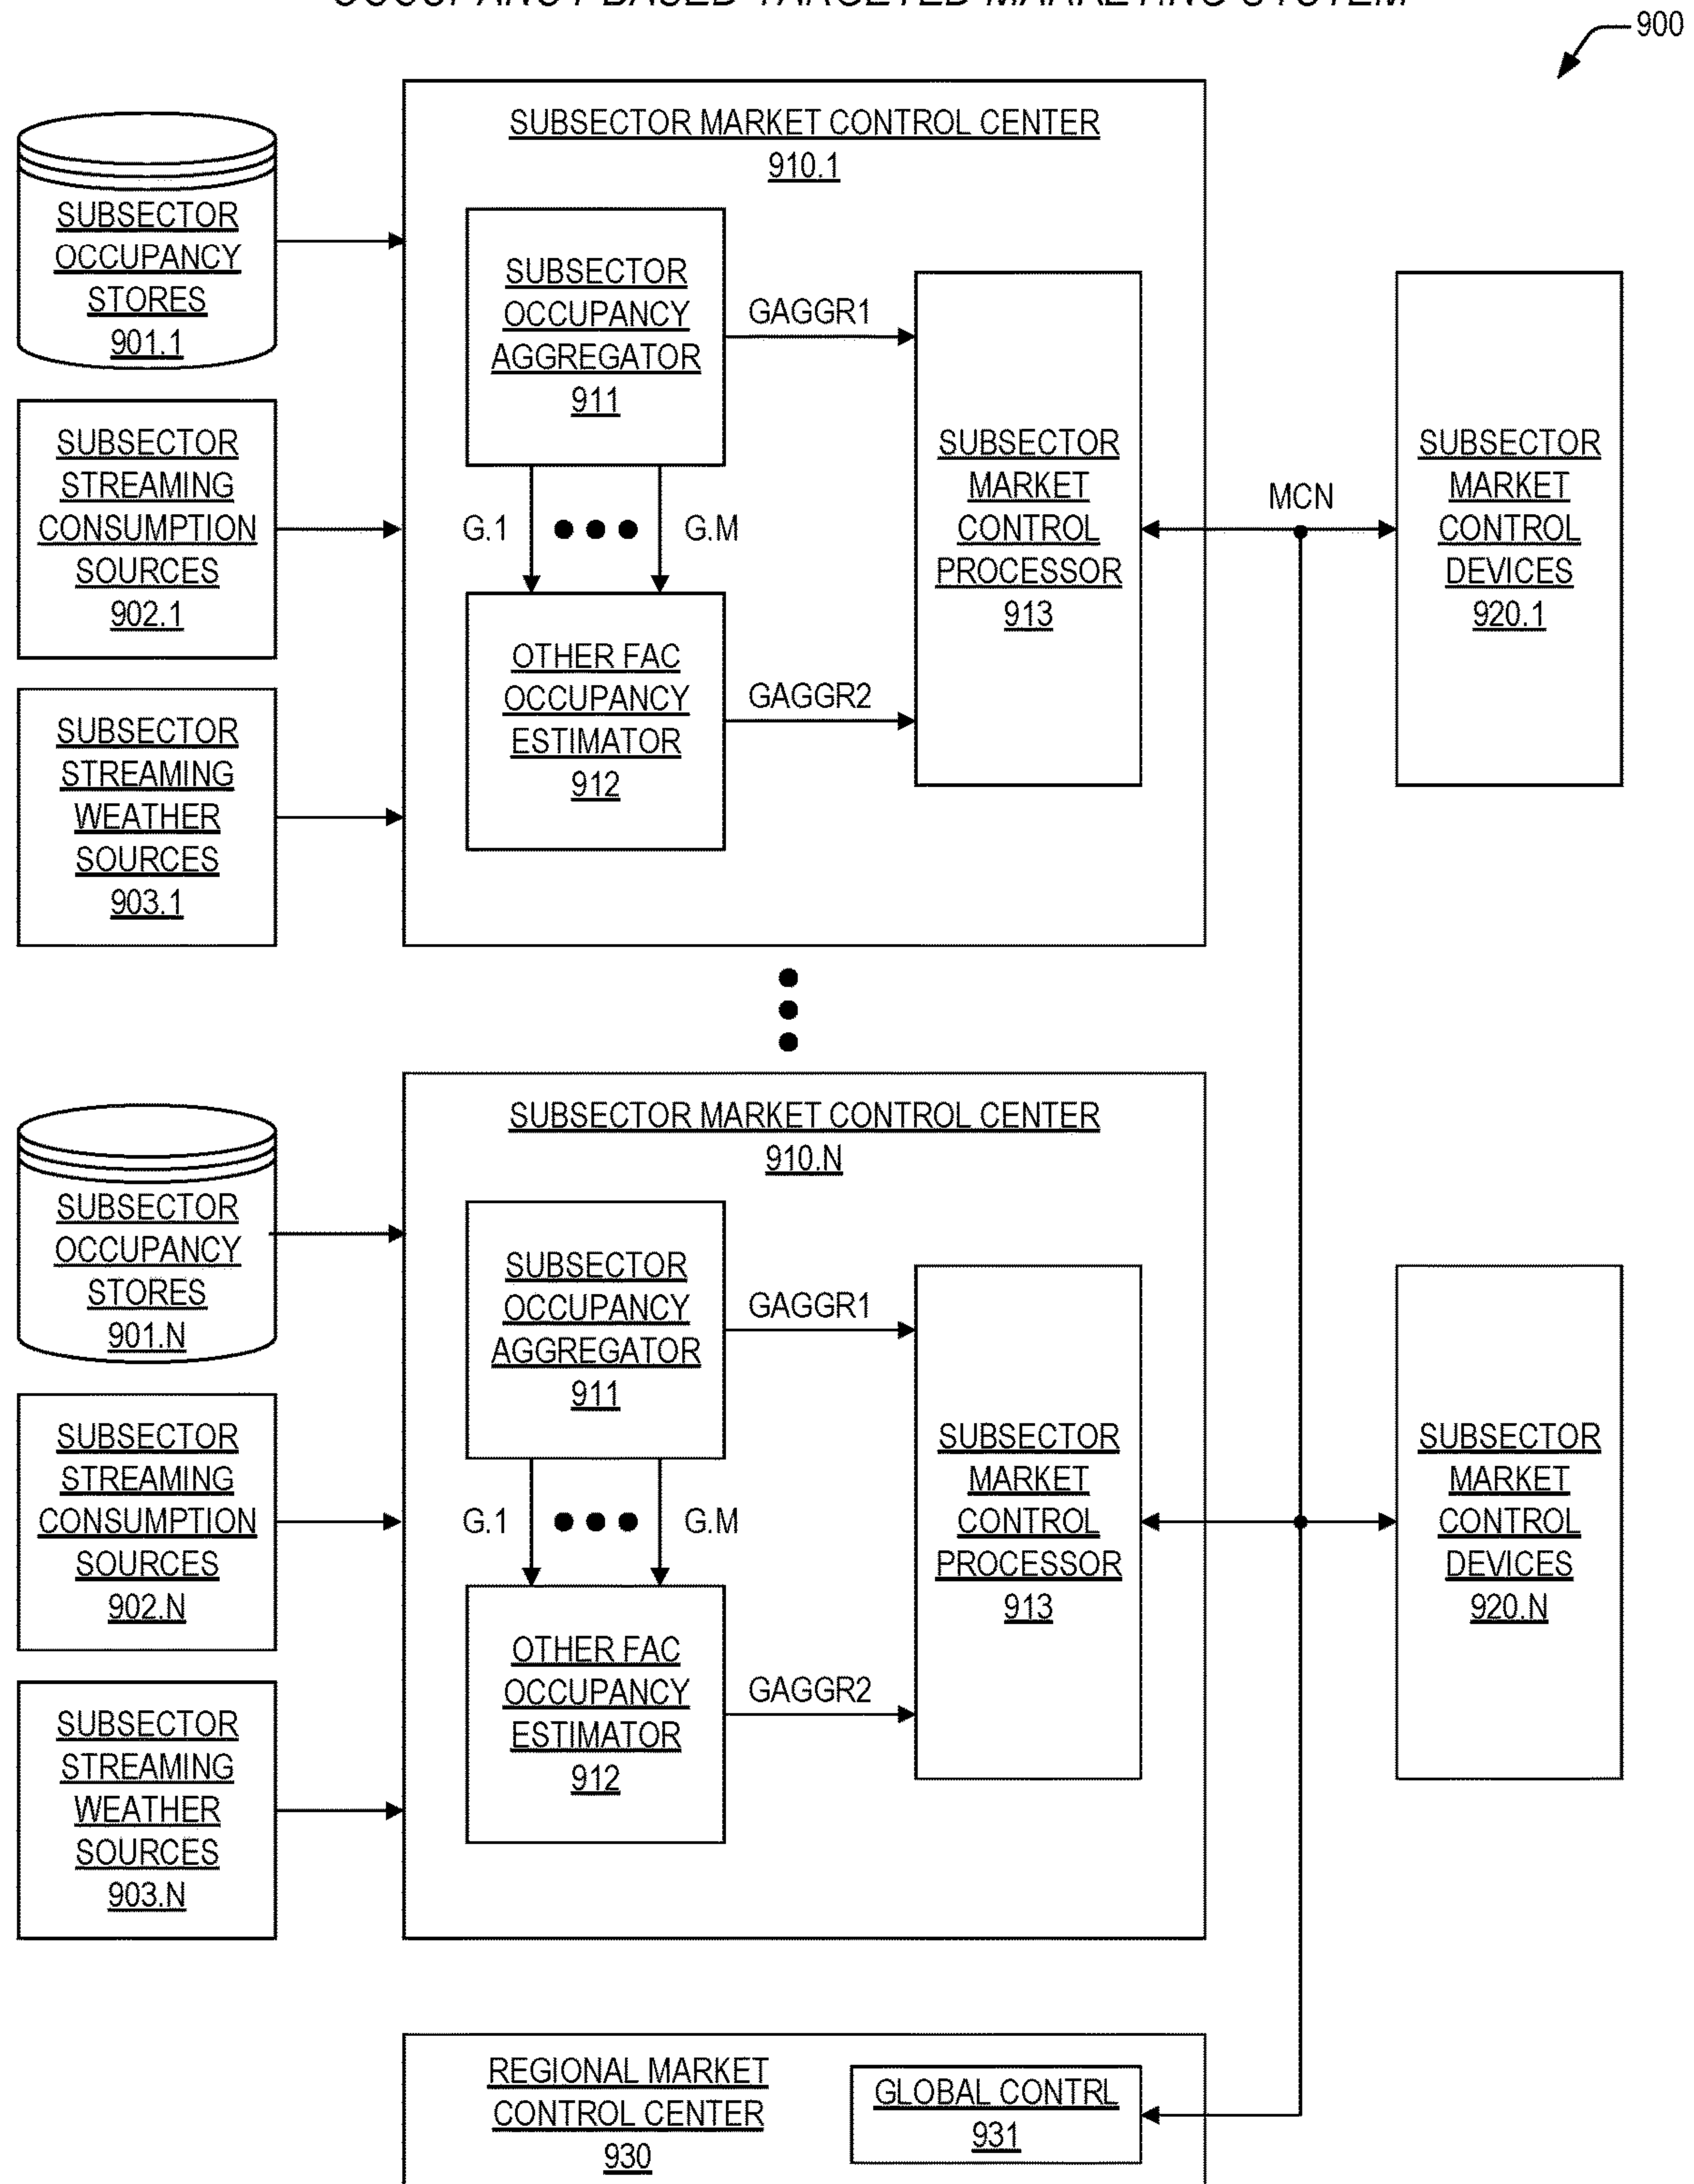 OCCUPANCY BASED TARGETED MARKETING SYSTEM
900
SUBSECTOR
OCCUPANCY
STORES
901.1
SUBSECTOR
STREAMING
CONSUMPTION
SOURCES
902.1
SUBSECTOR
STREAMING
WEATHER
SOURCES
903.1
SUBSECTOR MARKET CONTROL CENTER
910.1
SUBSECTOR
OCCUPANCY
AGGREGATOR
911
GAGGR1
G.1
G.M
OTHER FAC
OCCUPANCY
ESTIMATOR
912
GAGGR2
SUBSECTOR
MARKET
CONTROL
PROCESSOR
913
MCN
SUBSECTOR
MARKET
CONTROL
DEVICES
920.1
SUBSECTOR
OCCUPANCY
STORES
901.N
SUBSECTOR
STREAMING
CONSUMPTION
SOURCES
902.N
SUBSECTOR
STREAMING
WEATHER
SOURCES
903.N
SUBSECTOR MARKET CONTROL CENTER
910.N
SUBSECTOR
OCCUPANCY
AGGREGATOR
911
GAGGR1
G.1
G.M
OTHER FAC
OCCUPANCY
ESTIMATOR
912
GAGGR2
SUBSECTOR
MARKET
CONTROL
PROCESSOR
913
SUBSECTOR
MARKET
CONTROL
DEVICES
920.N
REGIONAL MARKET
CONTROL CENTER
930
GLOBAL CONTRL
931